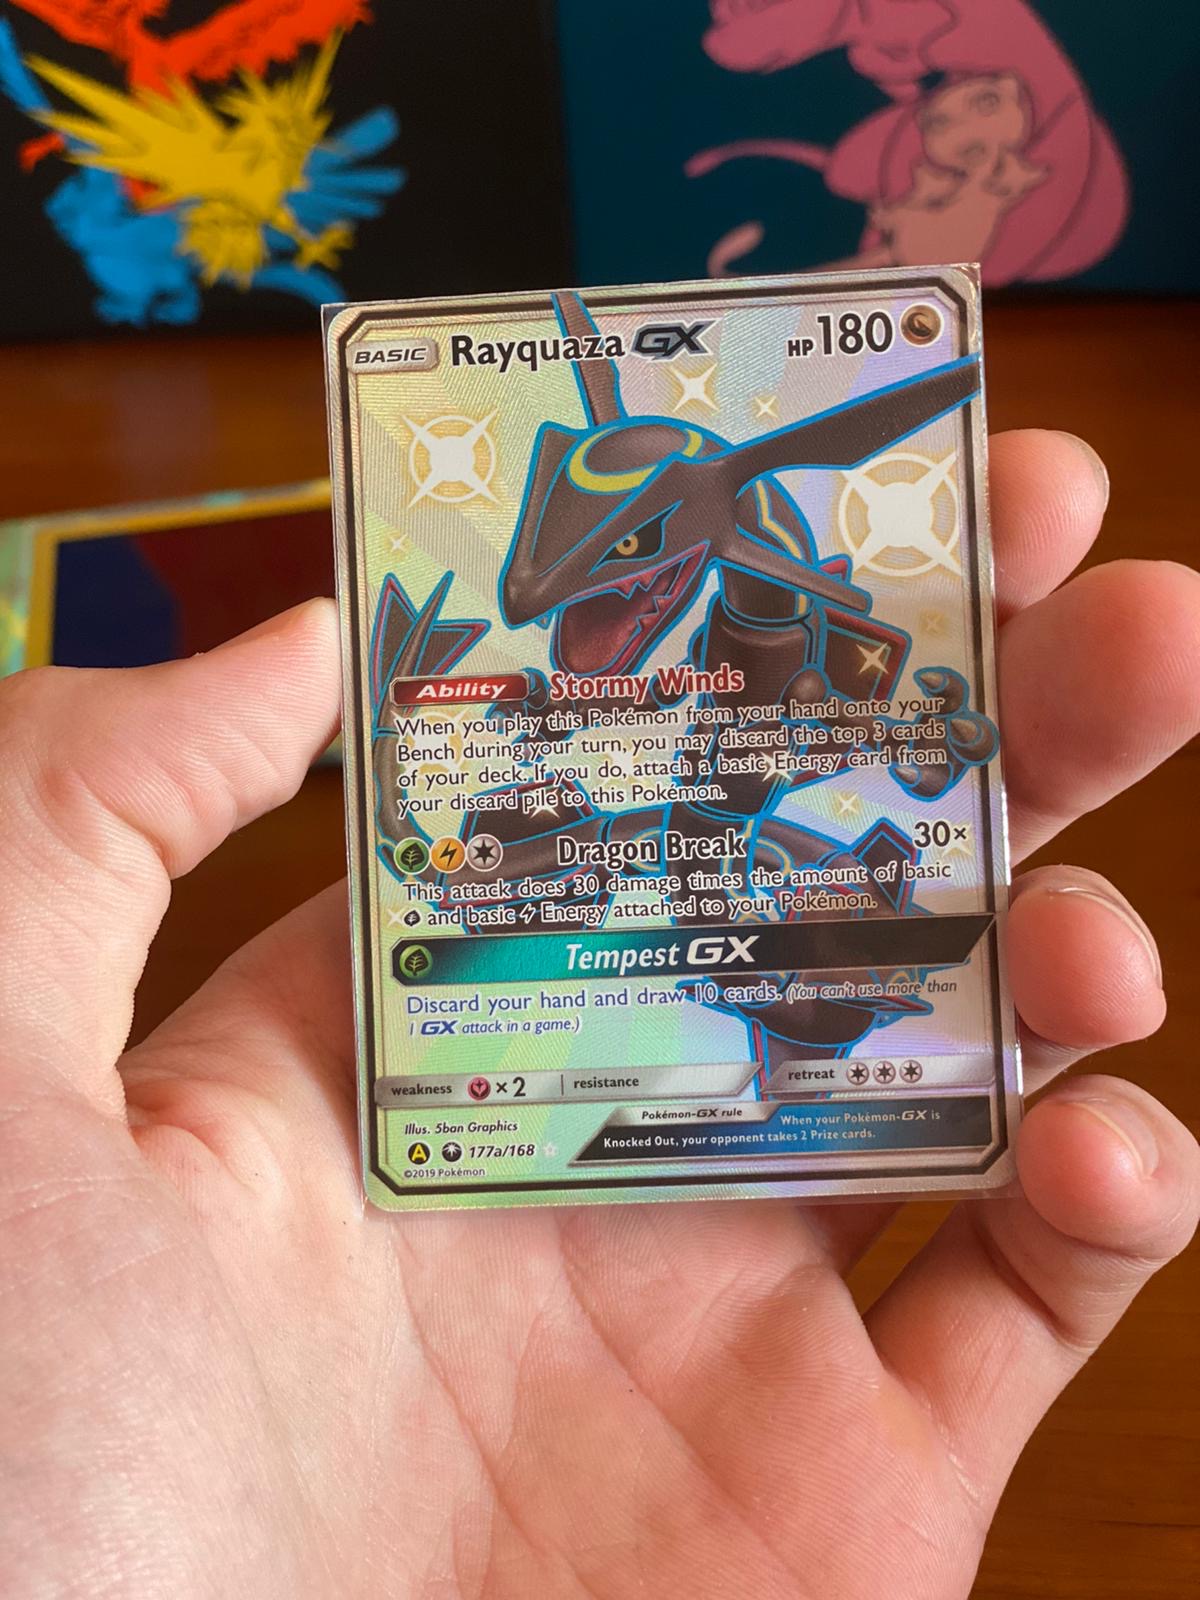 BASIC Rayquaza GX HP 180
Ability Stormy Winds
When you play this Pokémon from your hand onto your
Bench during your turn, you may discard the top 3 cards
of your deck. If you do, attach a basic Energy card from
your discard pile to this Pokémon.
Dragon Break 30×
This attack does 30 damage times the amount of basic
and basic Energy attached to your Pokémon.
Tempest GX
Discard your hand and draw 10 cards. (You can't use more than
1 GX attack in a game.)
weakness ×2 resistance retreat
Illus. 5ban Graphics
A 177a/168
©2019 Pokémon
Pokémon-GX rule
When your Pokémon-GX is
Knocked Out, your opponent takes 2 Prize cards.